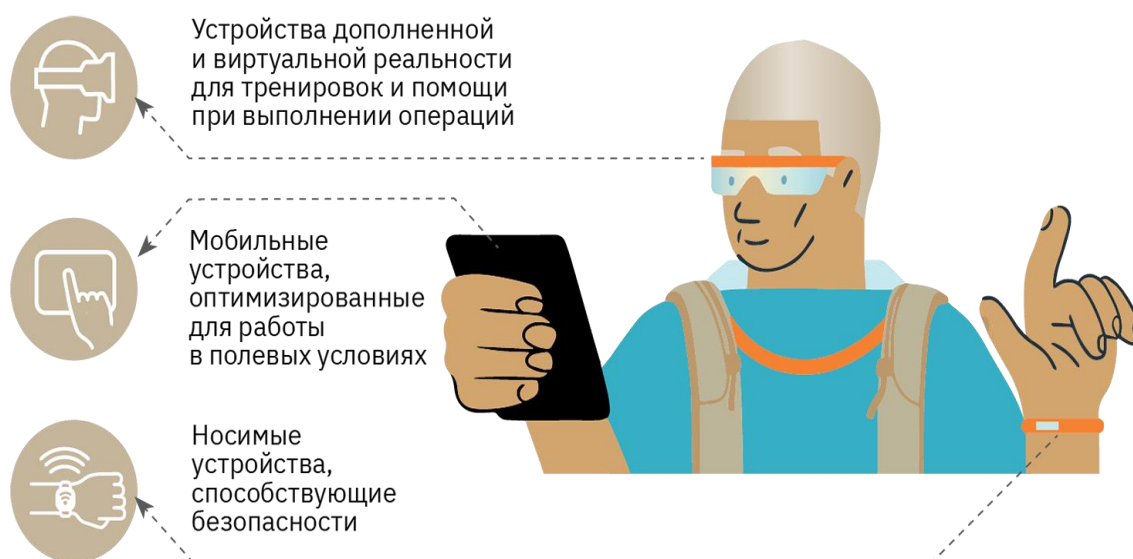 Устройства дополненной
и виртуальной реальности
для тренировок и помощи
при выполнении операций
Мобильные
устройства,
оптимизированные
для работы
в полевых условиях
Носимые
устройства,
способствующие
безопасности